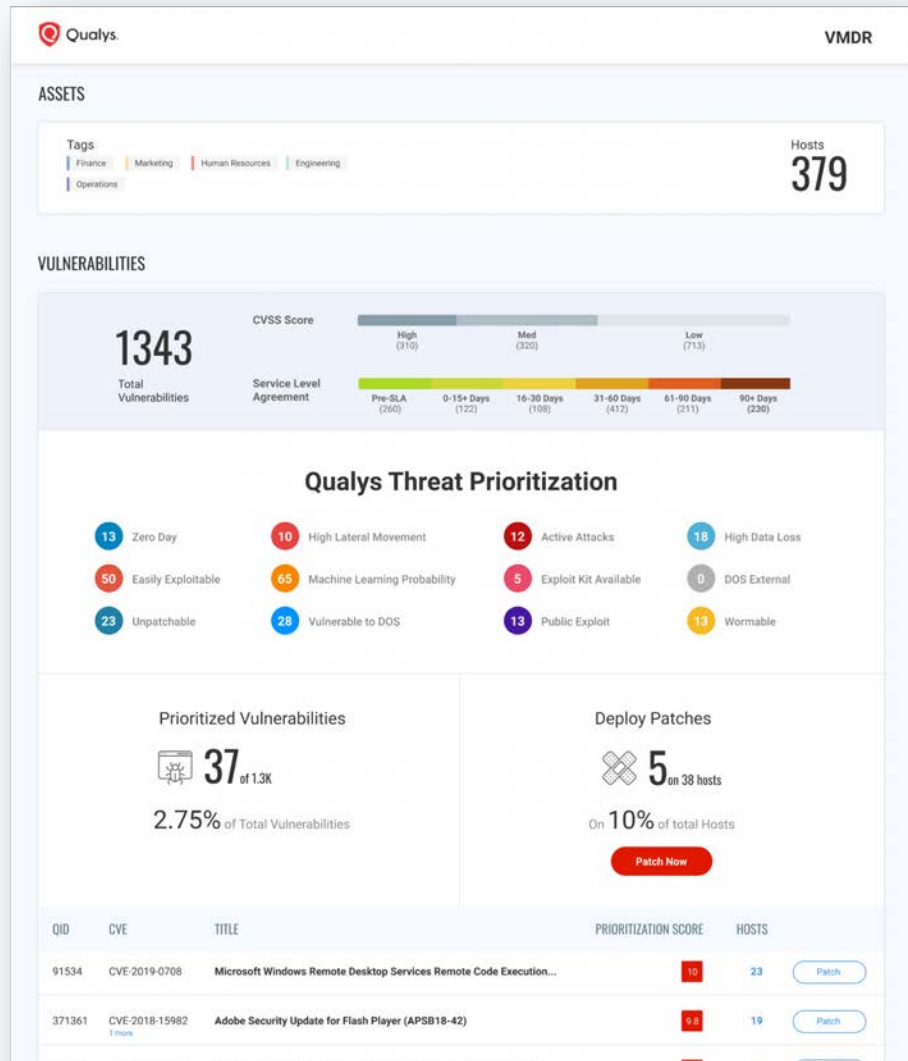 Qualys.
VMDR
ASSETS
Tags
Finance Marketing Human Resources Engineering
Operations
Hosts
379
VULNERABILITIES
1343
Total
Vulnerabilities
CVSS Score
High Med Low
(310) (320) (713)
Service Level
Agreement
Pre-SLA 0-15+ Days 16-30 Days 31-60 Days 61-90 Days 90+ Days
(260) (122) (108) (412) (211) (230)
Qualys Threat Prioritization
13 Zero Day 10 High Lateral Movement 12 Active Attacks 18 High Data Loss
50 Easily Exploitable 65 Machine Learning Probability 5 Exploit Kit Available 0 DOS External
23 Unpatchable 28 Vulnerable to DOS 13 Public Exploit 13 Wormable
Prioritized Vulnerabilities
37 of 1.3K
2.75% of Total Vulnerabilities
Deploy Patches
5 on 38 hosts
On 10% of total Hosts
Patch Now
QID CVE TITLE PRIORITIZATION SCORE HOSTS
91534 CVE-2019-0708 Microsoft Windows Remote Desktop Services Remote Code Execution... 10 23 Patch
371361 CVE-2018-15982 Adobe Security Update for Flash Player (APSB18-42) 9.8 19 Patch
1 more